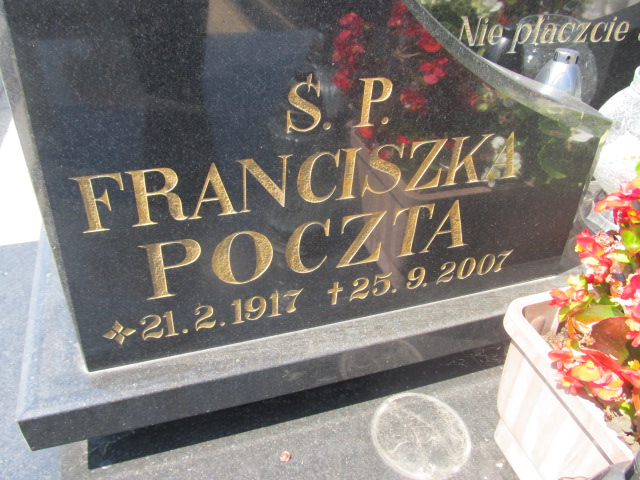 Nie płaczcie
Ś. P.
FRANCISZKA
POCZTA
21.2.1917 †25.9.2007